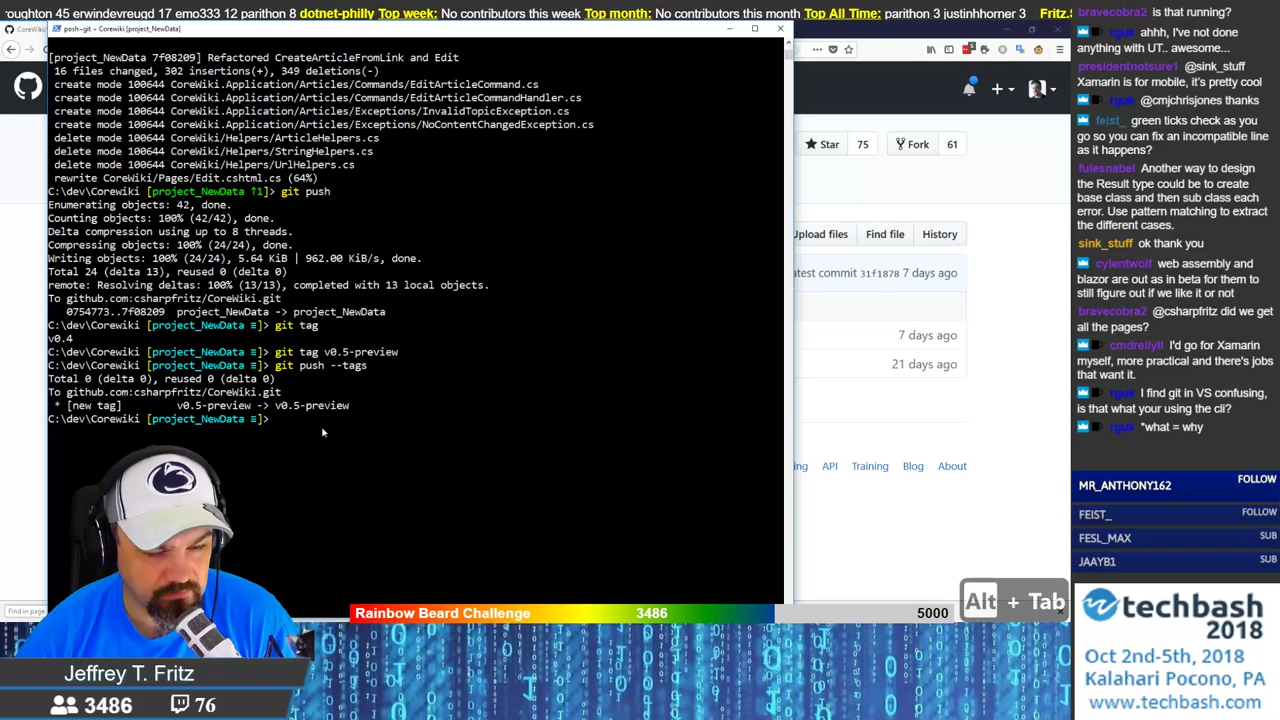 roughton 45 erwindevreugd 17 emo333 12 parithon 8 dotnet-philly Top week: No contributors this week Top month: No contributors this month Top All Time: parithon 3 justinhhorner 3 Fritz.
posh~git ~ Corewiki [project_NewData]
[project_NewData 7f08209] Refactored CreateArticleFromLink and Edit
16 files changed, 302 insertions(+), 349 deletions(-)
create mode 100644 CoreWiki.Application/Articles/Commands/EditArticleCommand.cs
create mode 100644 CoreWiki.Application/Articles/Commands/EditArticleCommandHandler.cs
create mode 100644 CoreWiki.Application/Articles/Exceptions/InvalidTopicException.cs
create mode 100644 CoreWiki.Application/Articles/Exceptions/NoContentChangedException.cs
delete mode 100644 CoreWiki/Helpers/ArticleHelpers.cs
delete mode 100644 CoreWiki/Helpers/StringHelpers.cs
delete mode 100644 CoreWiki/Helpers/UrlHelpers.cs
rewrite CoreWiki/Pages/Edit.cshtml.cs (64%)
C:\dev\Corewiki [project_NewData ↑1]> git push
Enumerating objects: 42, done.
Counting objects: 100% (42/42), done.
Delta compression using up to 8 threads.
Compressing objects: 100% (24/24), done.
Writing objects: 100% (24/24), 5.64 KiB | 962.00 KiB/s, done.
Total 24 (delta 13), reused 0 (delta 0)
remote: Resolving deltas: 100% (13/13), completed with 13 local objects.
To github.com:csharpfritz/CoreWiki.git
0754773..7f08209 project_NewData -> project_NewData
C:\dev\Corewiki [project_NewData ≡]> git tag
v0.4
C:\dev\Corewiki [project_NewData ≡]> git tag v0.5-preview
C:\dev\Corewiki [project_NewData ≡]> git push --tags
Total 0 (delta 0), reused 0 (delta 0)
To github.com:csharpfritz/CoreWiki.git
* [new tag] v0.5-preview -> v0.5-preview
C:\dev\Corewiki [project_NewData ≡]>
Star 75 Fork 61
Upload files Find file History
atest commit 31f1878 7 days ago
7 days ago
21 days ago
ing API Training Blog About
Find in page
bravecobra2 is that running?
rguk ahhh, I've not done
anything with UT.. awesome...
presidentnotsure1 @sink_stuff
Xamarin is for mobile, it's pretty cool
rguk @cmjchrisjones thanks
feist_ green ticks check as you
go so you can fix an incompatible line
as it happens?
fulesnabel Another way to design
the Result type could be to create
base class and then sub class each
error. Use pattern matching to extract
the different cases.
sink_stuff ok thank you
cylentwolf web assembly and
blazor are out as in beta for them to
still figure out if we like it or not
bravecobra2 @csharpfritz did we get
all the pages?
cmdrellyll I'd go for Xamarin
myself, more practical and there's jobs
that want it.
rguk I find git in VS confusing,
is that what your using the cli?
rguk "what = why
MR_ANTHONY162 FOLLOW
FEIST_ FOLLOW
FESL_MAX SUB
JAAYB1 SUB
Alt + Tab
Rainbow Beard Challenge 3486 5000
techbash
2018
Oct 2nd-5th, 2018
Kalahari Pocono, PA
www.techbash.com
Jeffrey T. Fritz
3486 76